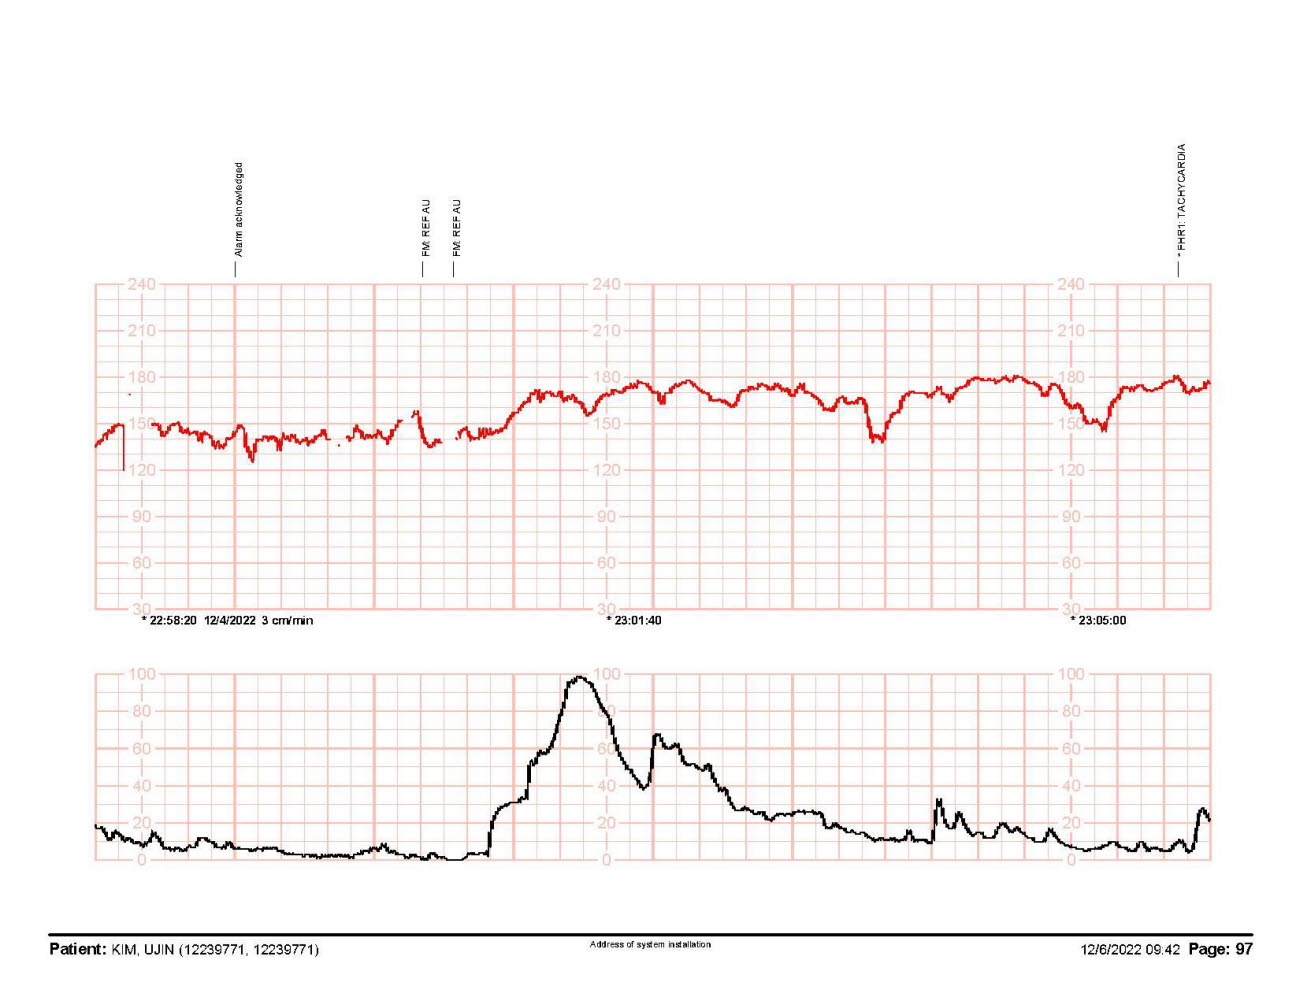 Alarm acknowledged
FM: REF AU
FM: REF AU
* FHR1: TACHYCARDIA
240 240 240
210 210 210
180 180 180
150 150 150
120 120 120
90 90 90
60 60 60
30 30 30
* 22:58:20 12/4/2022 3 cm/min * 23:01:40 * 23:05:00
100 100 100
80 80 80
60 60 60
40 40 40
20 20 20
0 0 0
Patient: KIM, UJIN (12239771, 12239771) Address of system installation 12/6/2022 09:42 Page: 97